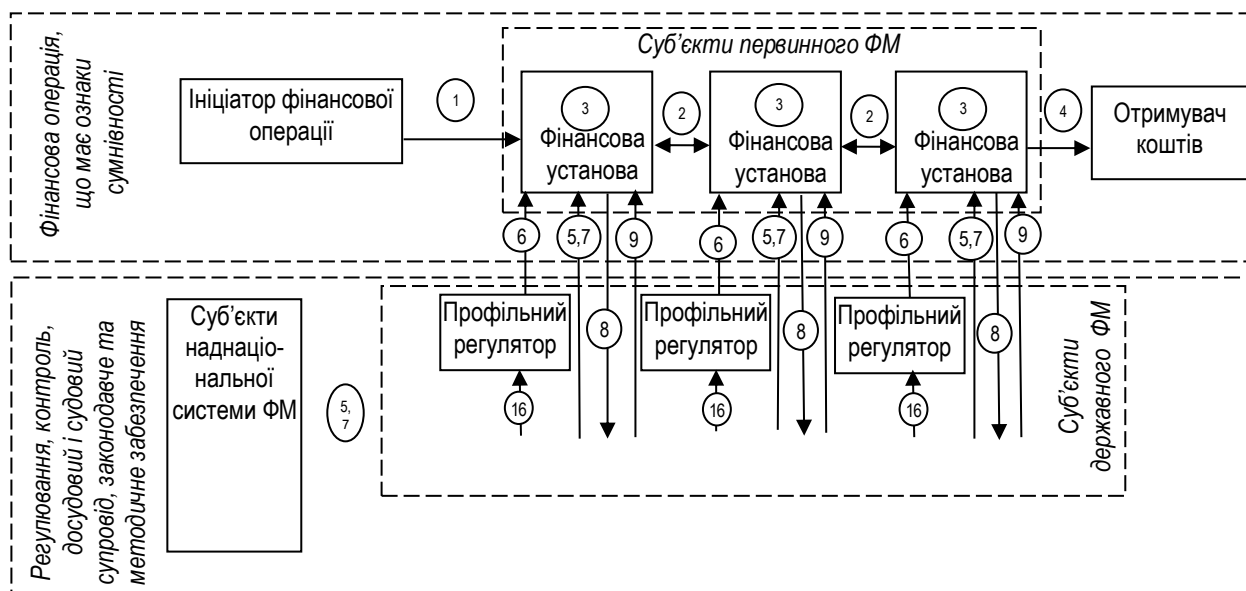 Фінансова операція,
що має ознаки
сумнівності
Суб’єкти первинного ФМ
Ініціатор фінансової
операції
1
3
Фінансова
установа
2
3
Фінансова
установа
2
3
Фінансова
установа
4
Отримувач
коштів
6
5,7
9
6
5,7
9
6
5,7
9
Регулювання, контроль,
досудовий і судовий
супровід, законодавче та
методичне забезпечення
Суб’єкти
наднаціо-
нальної
системи ФМ
5,
7
Профільний
регулятор
8
Профільний
регулятор
8
Профільний
регулятор
8
16
16
16
Суб’єкти
державного ФМ